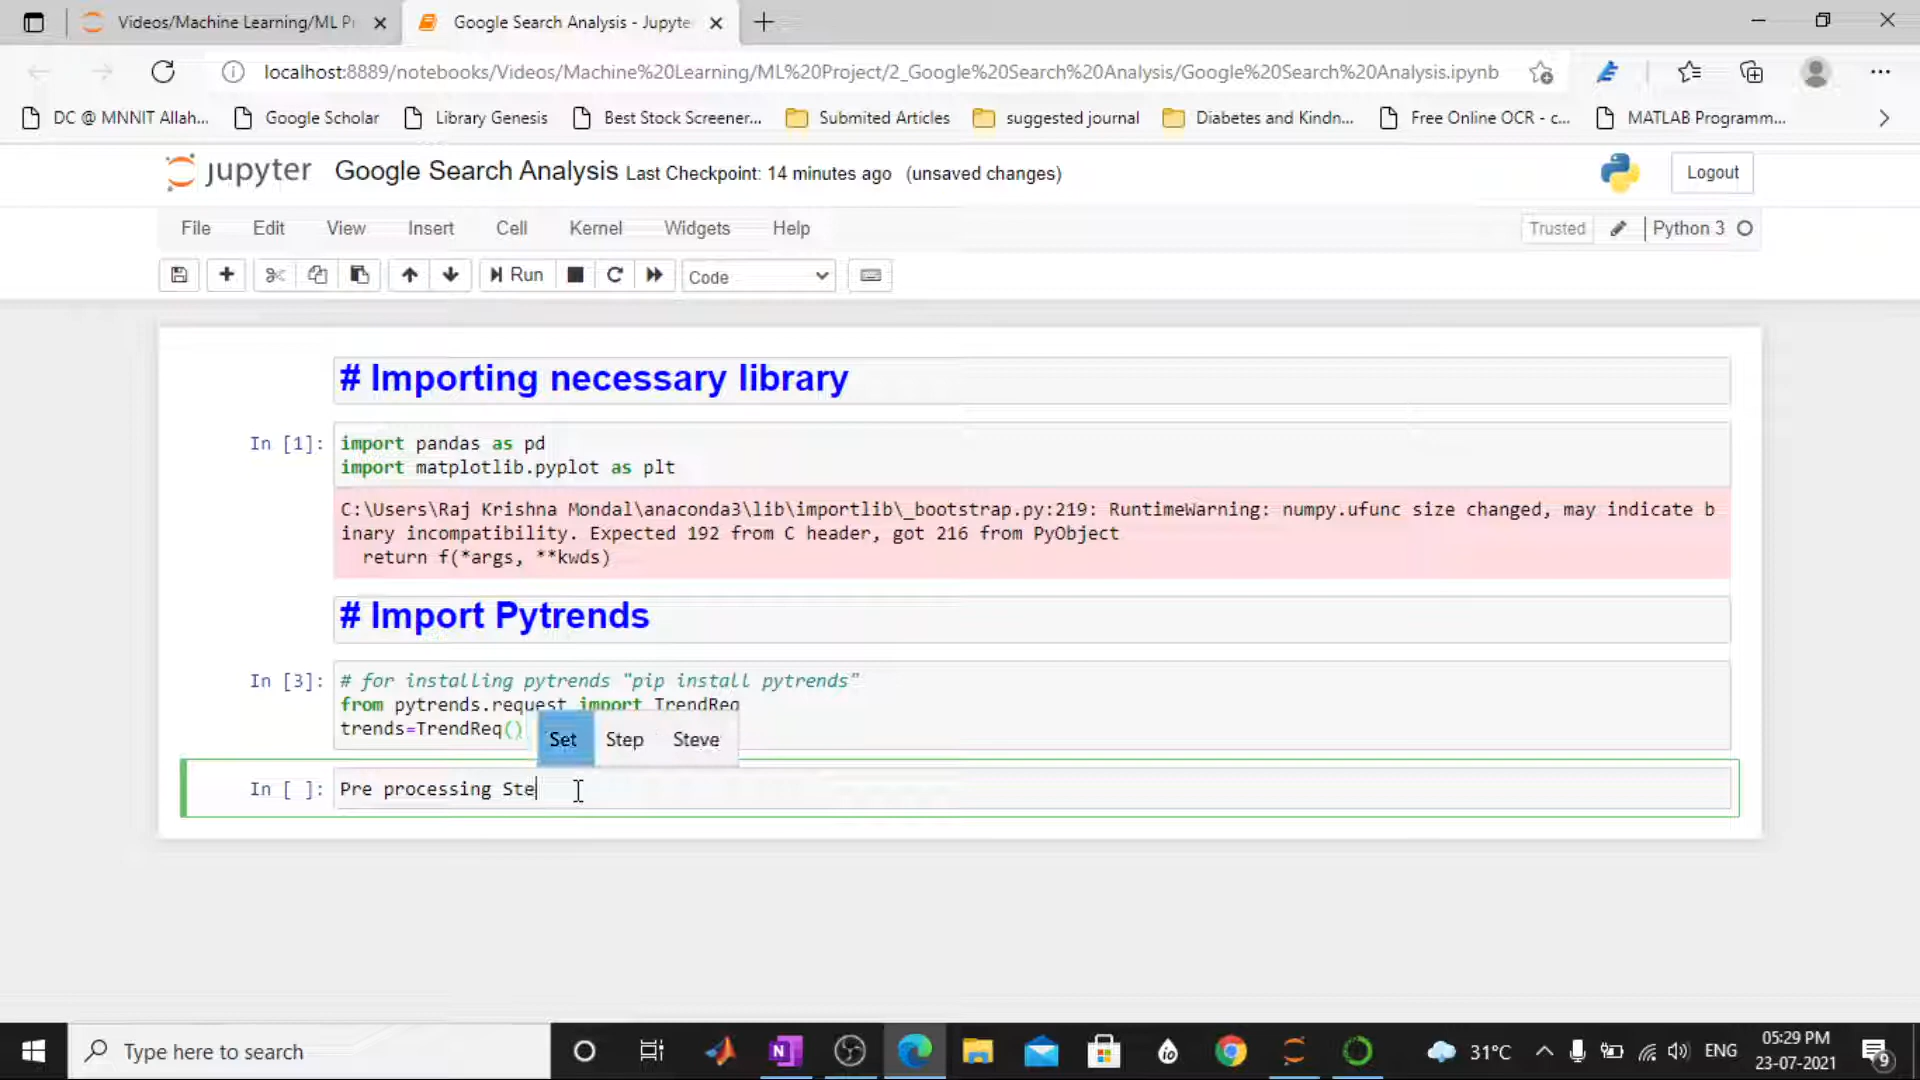 Videos/Machine Learning/ML Pr
Google Search Analysis - Jupyte
localhost:8889/notebooks/Videos/Machine%20Learning/ML%20Project/2_Google%20Search%20Analysis/Google%20Search%20Analysis.ipynb
DC @ MNNIT Allah...
Google Scholar
Library Genesis
Best Stock Screener...
Submited Articles
suggested journal
Diabetes and Kindn...
Free Online OCR - c...
MATLAB Programm...
jupyter Google Search Analysis Last Checkpoint: 14 minutes ago (unsaved changes)
Logout
File Edit View Insert Cell Kernel Widgets Help
Trusted
Python 3
Run
Code
# Importing necessary library
In [1]: import pandas as pd
import matplotlib.pyplot as plt
C:\Users\Raj Krishna Mondal\anaconda3\lib\importlib\_bootstrap.py:219: RuntimeWarning: numpy.ufunc size changed, may indicate b
inary incompatibility. Expected 192 from C header, got 216 from PyObject
return f(*args, **kwds)
# Import Pytrends
In [3]: # for installing pytrends "pip install pytrends"
from pytrends.request import TrendReq
trends=TrendReq()
Set Step Steve
In [ ]: Pre processing Ste
Type here to search
N
io
31°C
ENG
05:29 PM
23-07-2021
9